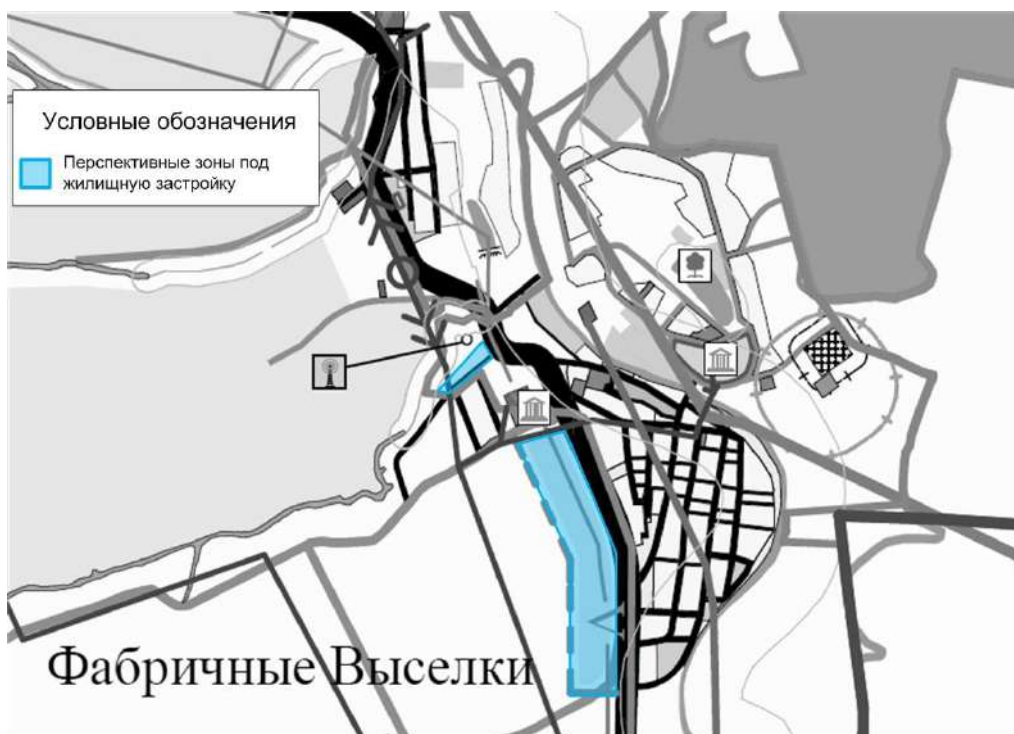 Условные обозначения
Перспективные зоны под
жилищную застройку
Фабричные Выселки